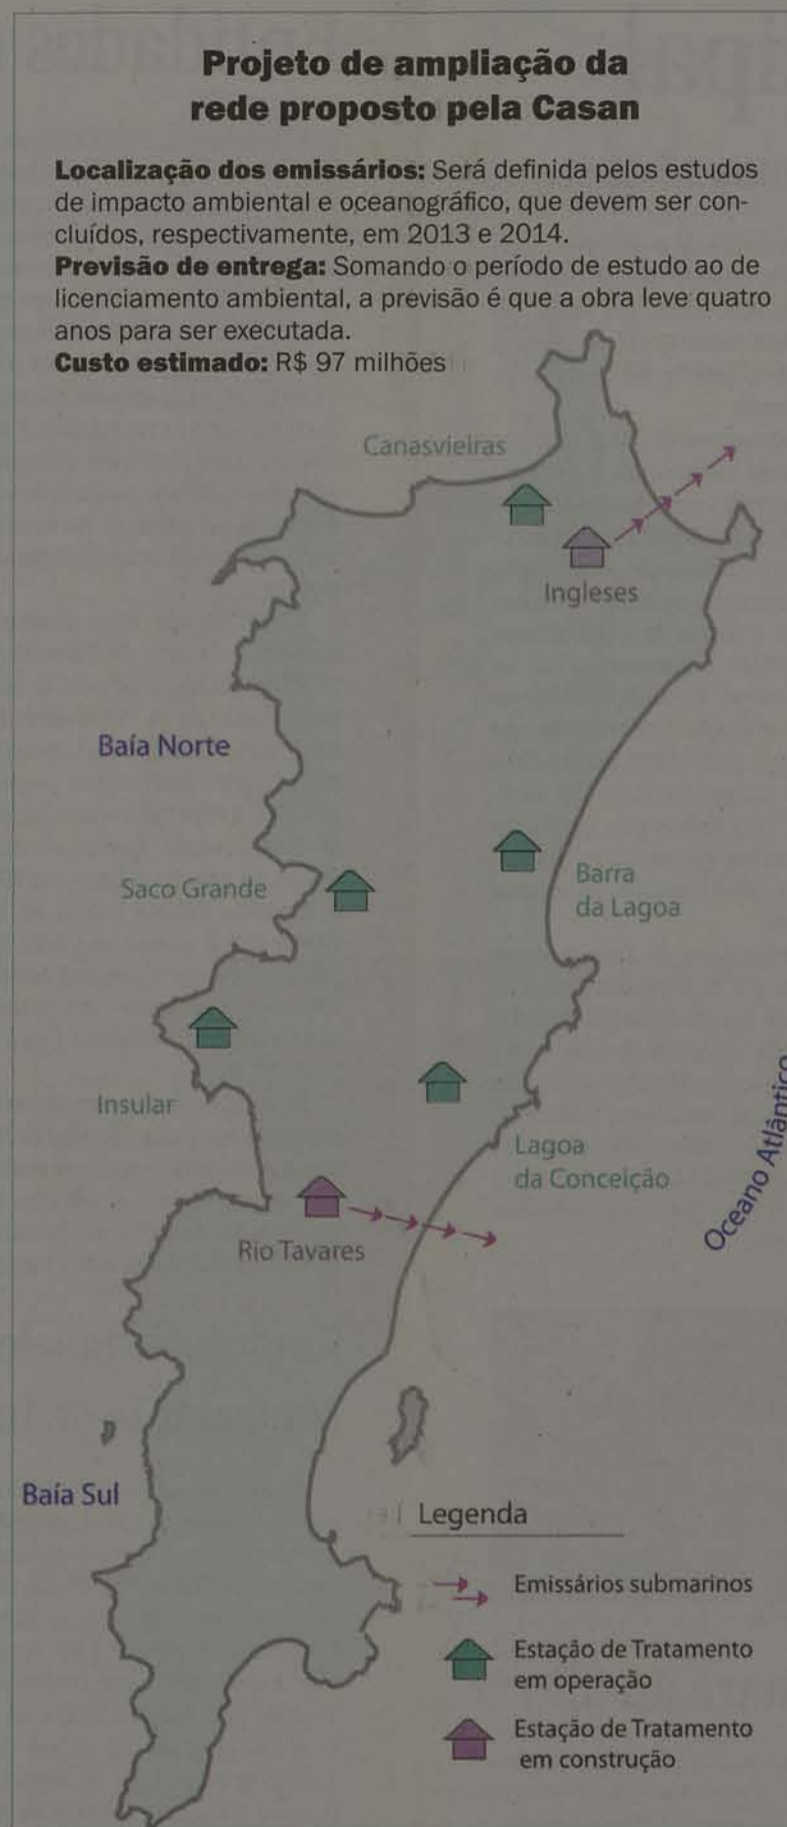 Projeto de ampliação da
rede proposto pela Casan
Localização dos emissários: Será definida pelos estudos
de impacto ambiental e oceanográfico, que devem ser con-
cluídos, respectivamente, em 2013 e 2014.
Previsão de entrega: Somando o período de estudo ao de
licenciamento ambiental, a previsão é que a obra leve quatro
anos para ser executada.
Custo estimado: R$ 97 milhões
Canasvieiras
Ingleses
Baía Norte
Saco Grande
Barra
da Lagoa
Insular
Lagoa
da Conceição
Oceano Atlântico
Rio Tavares
Baía Sul
Legenda
Emissários submarinos
Estação de Tratamento
em operação
Estação de Tratamento
em construção